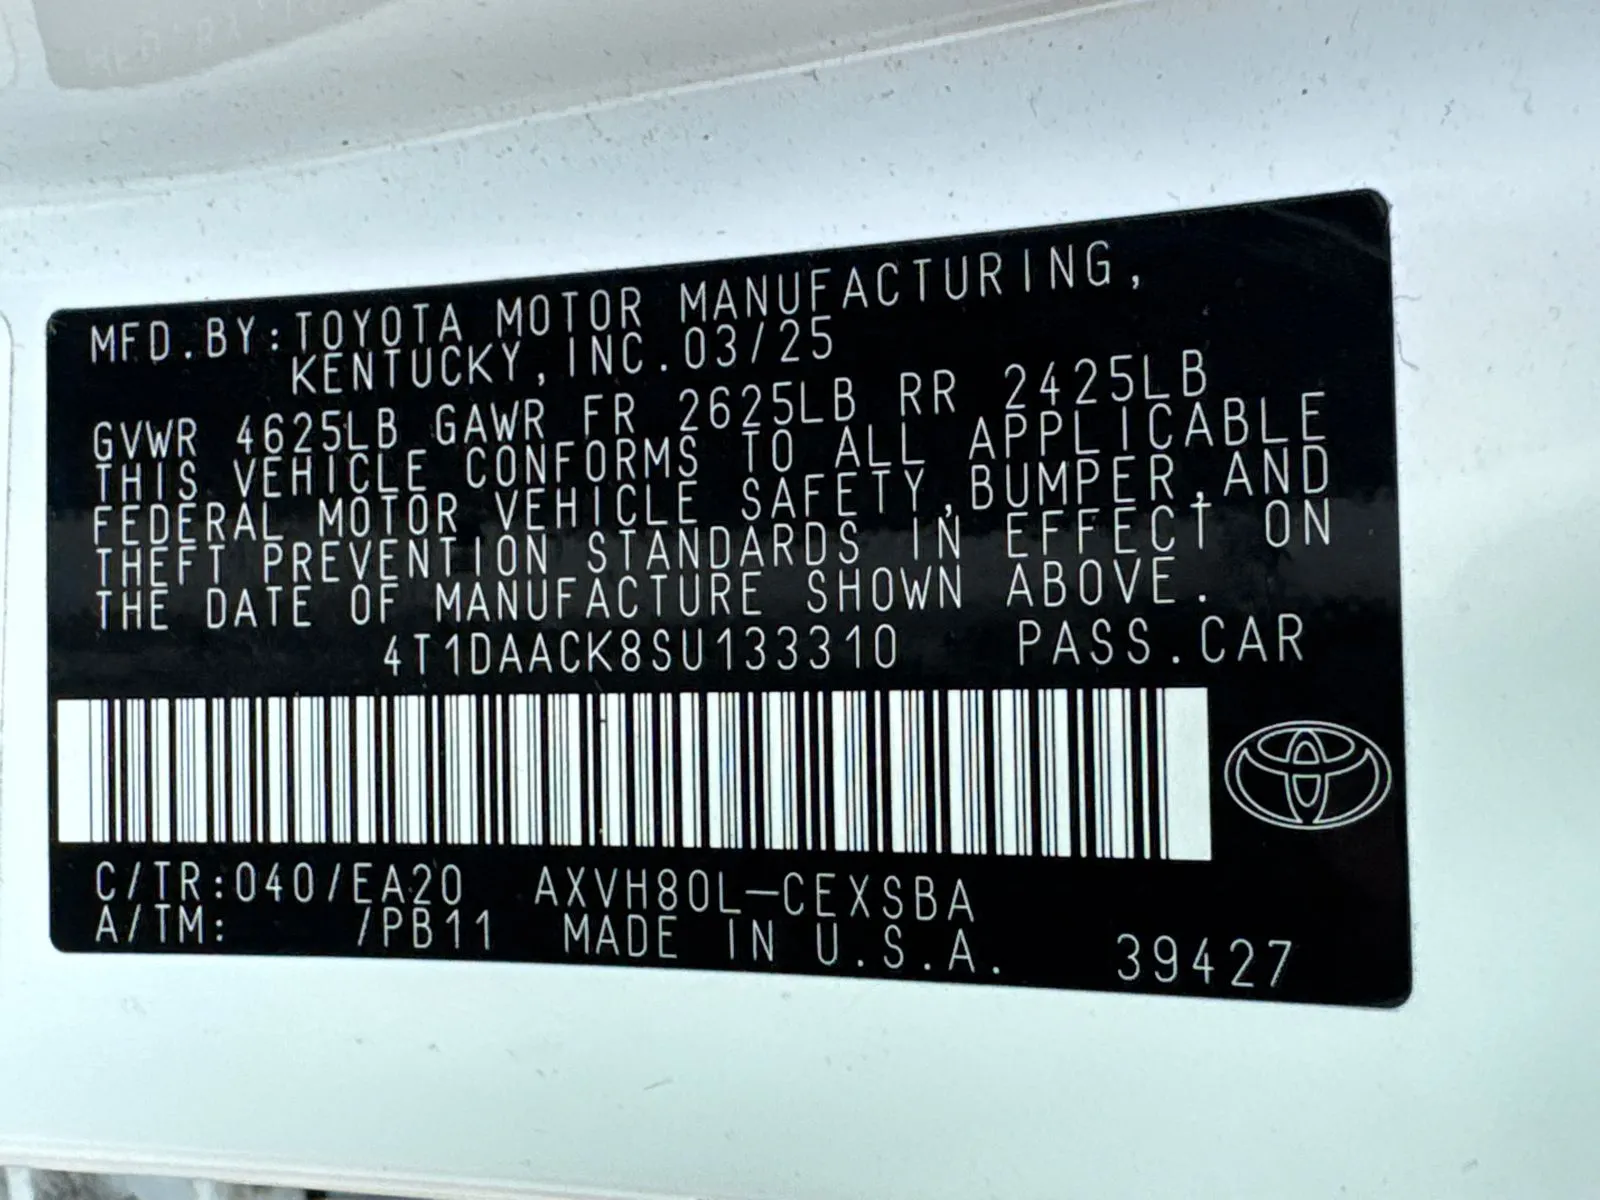 MFD.BY:TOYOTA MOTOR MANUFACTURING,
KENTUCKY, INC.03/25
GVWR 4625LB GAWR FR 2625LB RR 2425LB
THIS VEHICLE CONFORMS TO ALL APPLICABLE
FEDERAL MOTOR VEHICLE SAFETY,BUMPER,AND
THEFT PREVENTION STANDARDS IN EFFECT ON
THE DATE OF MANUFACTURE SHOWN ABOVE.
4T1DAACK8SU133310 PASS.CAR
C/TR:040/EA20 AXVH80L-CEXSBA
A/TM: /PB11 MADE IN U.S.A. 39427